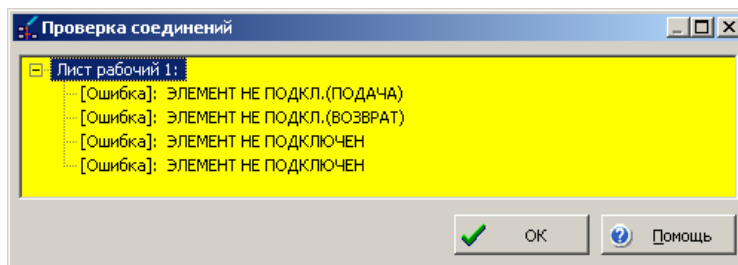 Проверка соединений
Лист рабочий 1:
[Ошибка]: ЭЛЕМЕНТ НЕ ПОДКЛ.(ПОДАЧА)
[Ошибка]: ЭЛЕМЕНТ НЕ ПОДКЛ.(ВОЗВРАТ)
[Ошибка]: ЭЛЕМЕНТ НЕ ПОДКЛЮЧЕН
[Ошибка]: ЭЛЕМЕНТ НЕ ПОДКЛЮЧЕН
OK
Помощь